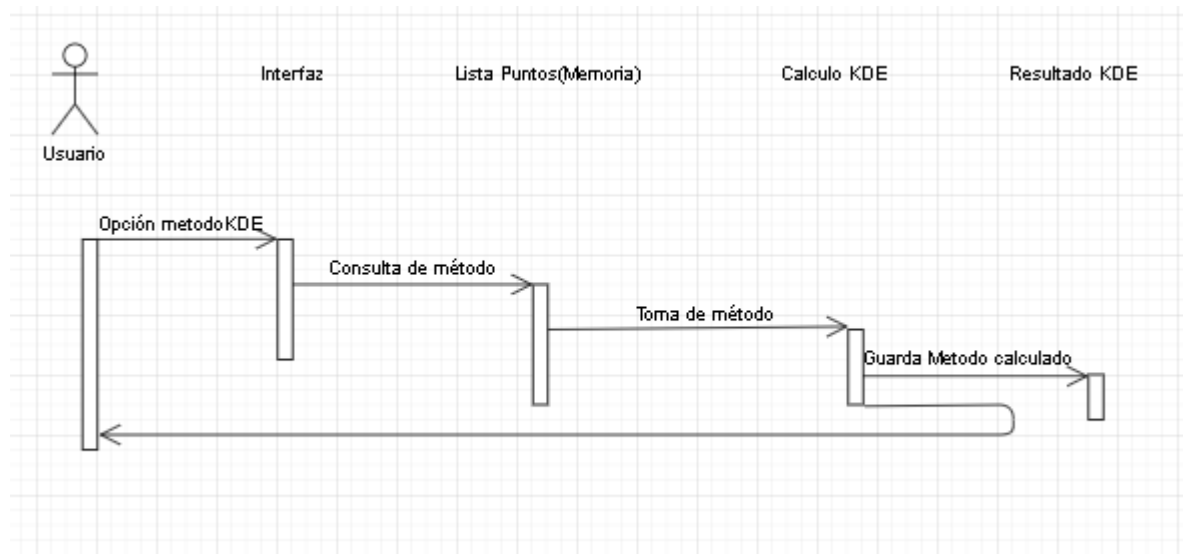 Interfaz
Lista Puntos(Memoria)
Calculo KDE
Resultado KDE
Usuario
Opción metodoKDE
Consulta de método
Toma de método
Guarda Metodo calculado